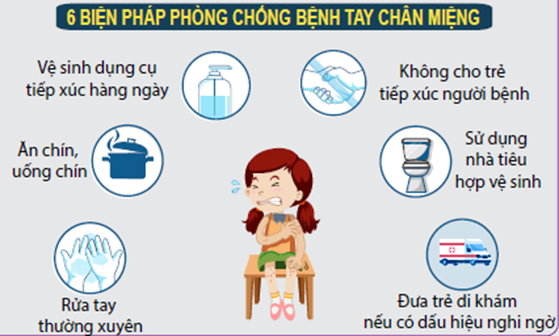 6 BIỆN PHÁP PHÒNG CHỐNG BỆNH TAY CHÂN MIỆNG
Vệ sinh dụng cụ
tiếp xúc hàng ngày
Không cho trẻ
tiếp xúc người bệnh
Ăn chín,
uống chín
Sử dụng
nhà tiêu
hợp vệ sinh
Rửa tay
thường xuyên
Đưa trẻ đi khám
nếu có dấu hiệu nghi ngờ